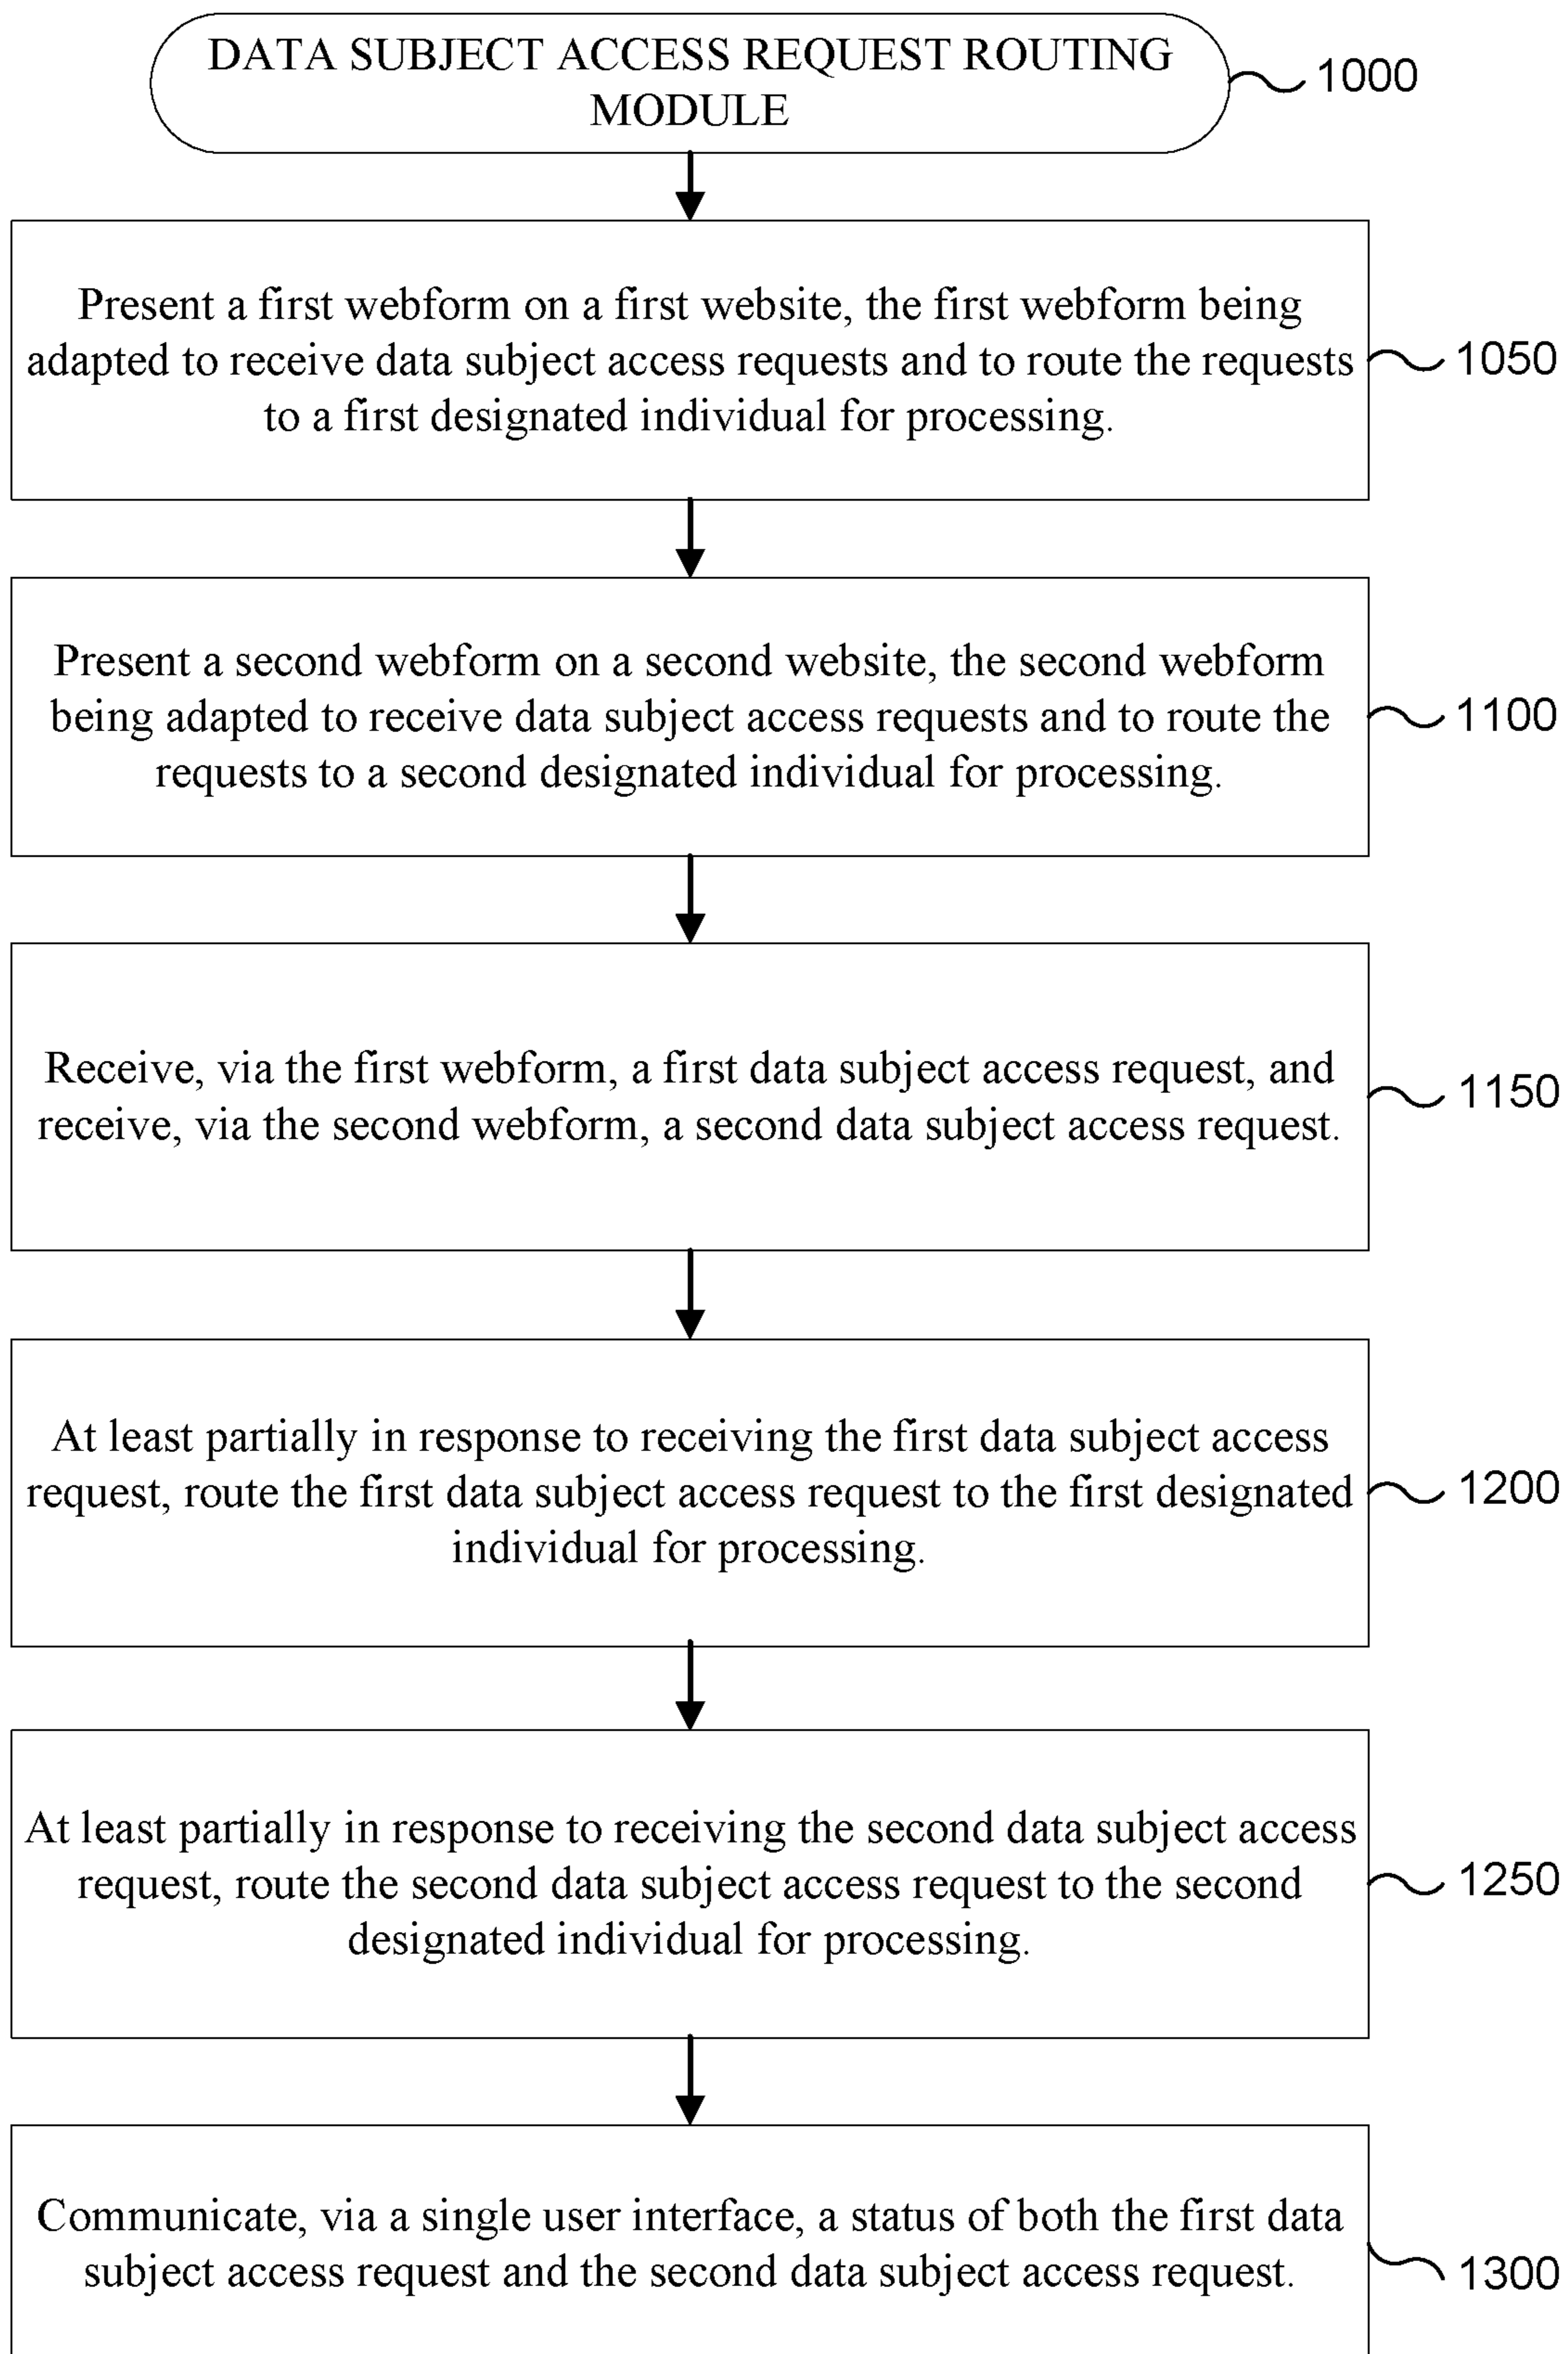 DATA SUBJECT ACCESS REQUEST ROUTING
MODULE
1000
Present a first webform on a first website, the first webform being
adapted to receive data subject access requests and to route the requests
to a first designated individual for processing.
1050
Present a second webform on a second website, the second webform
being adapted to receive data subject access requests and to route the
requests to a second designated individual for processing.
1100
Receive, via the first webform, a first data subject access request, and
receive, via the second webform, a second data subject access request.
1150
At least partially in response to receiving the first data subject access
request, route the first data subject access request to the first designated
individual for processing.
1200
At least partially in response to receiving the second data subject access
request, route the second data subject access request to the second
designated individual for processing.
1250
Communicate, via a single user interface, a status of both the first data
subject access request and the second data subject access request.
1300